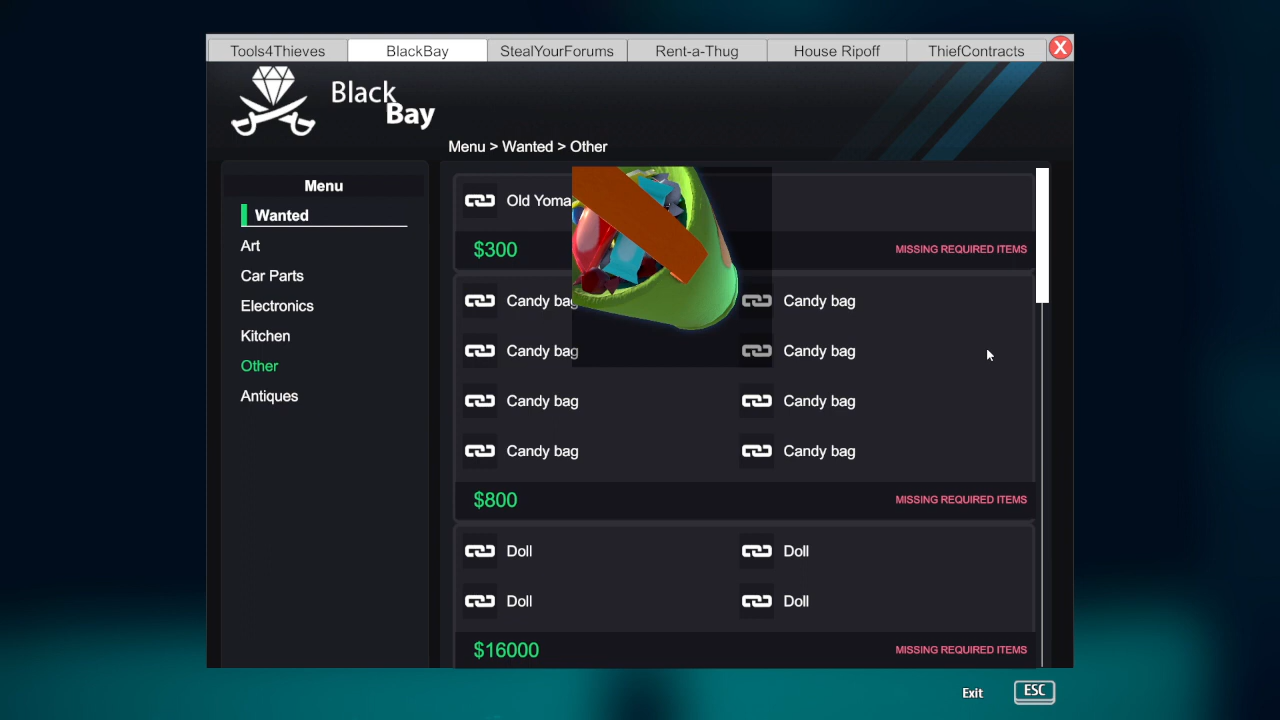 Tools4Thieves BlackBay StealYourForums Rent-a-Thug House Ripoff ThiefContracts X
Black
Bay
Menu > Wanted > Other
Menu
Wanted
Art
Car Parts
Electronics
Kitchen
Other
Antiques
Old Yoma
$300 MISSING REQUIRED ITEMS
Candy bag Candy bag
Candy bag Candy bag
Candy bag Candy bag
Candy bag Candy bag
$800 MISSING REQUIRED ITEMS
Doll Doll
Doll Doll
$16000 MISSING REQUIRED ITEMS
Exit ESC